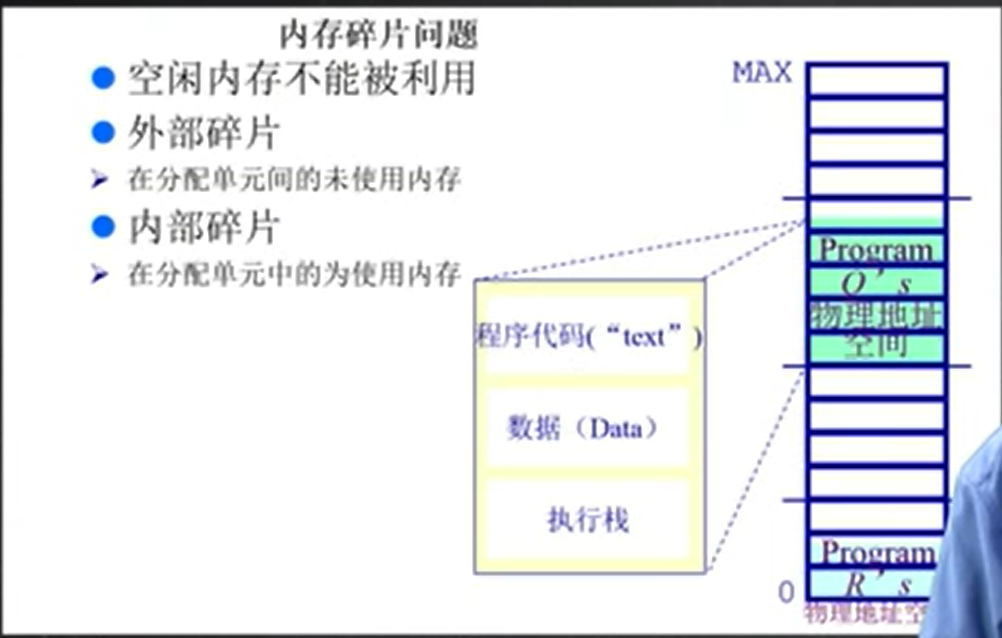 内存碎片问题
空闲内存不能被利用
外部碎片
在分配单元间的未使用内存
内部碎片
在分配单元中的为使用内存
程序代码(“text”)
数据（Data）
执行栈
MAX
Program
Q’s
物理地址
空间
Program
R’s
0
物理地址空